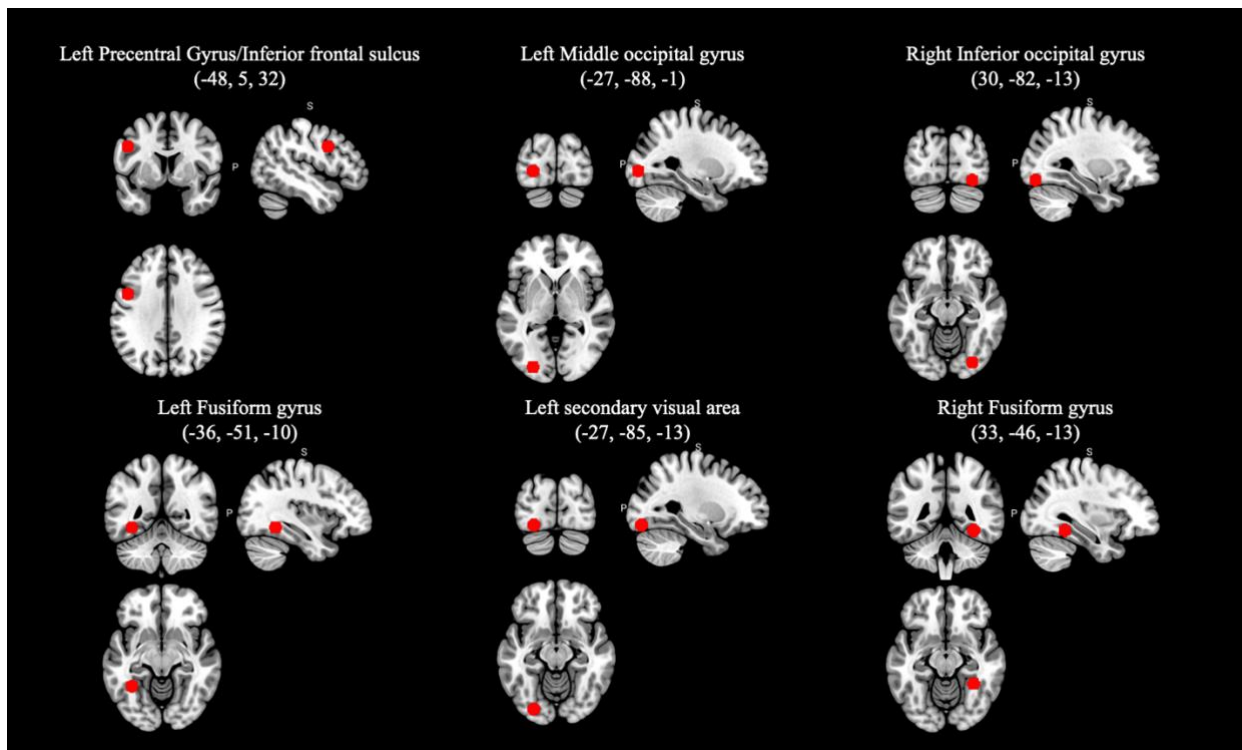 Left Precentral Gyrus/Inferior frontal sulcus
(-48, 5, 32)
S
P
Left Middle occipital gyrus
(-27, -88, -1)
S
P
Right Inferior occipital gyrus
(30, -82, -13)
S
P
Left Fusiform gyrus
(-36, -51, -10)
S
P
Left secondary visual area
(-27, -85, -13)
S
P
Right Fusiform gyrus
(33, -46, -13)
S
P